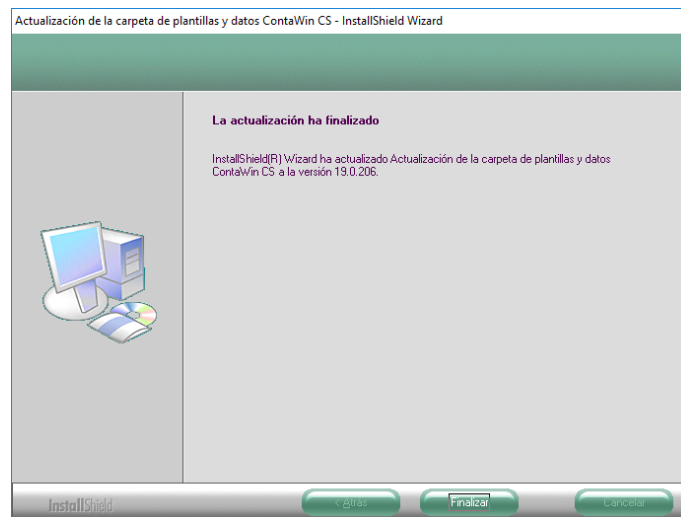 Actualización de la carpeta de plantillas y datos ContaWin CS - InstallShield Wizard
La actualización ha finalizado
InstallShield(R) Wizard ha actualizado Actualización de la carpeta de plantillas y datos
ContaWin CS a la versión 19.0.206.
InstallShield
< Atrás
Finalizar
Cancelar